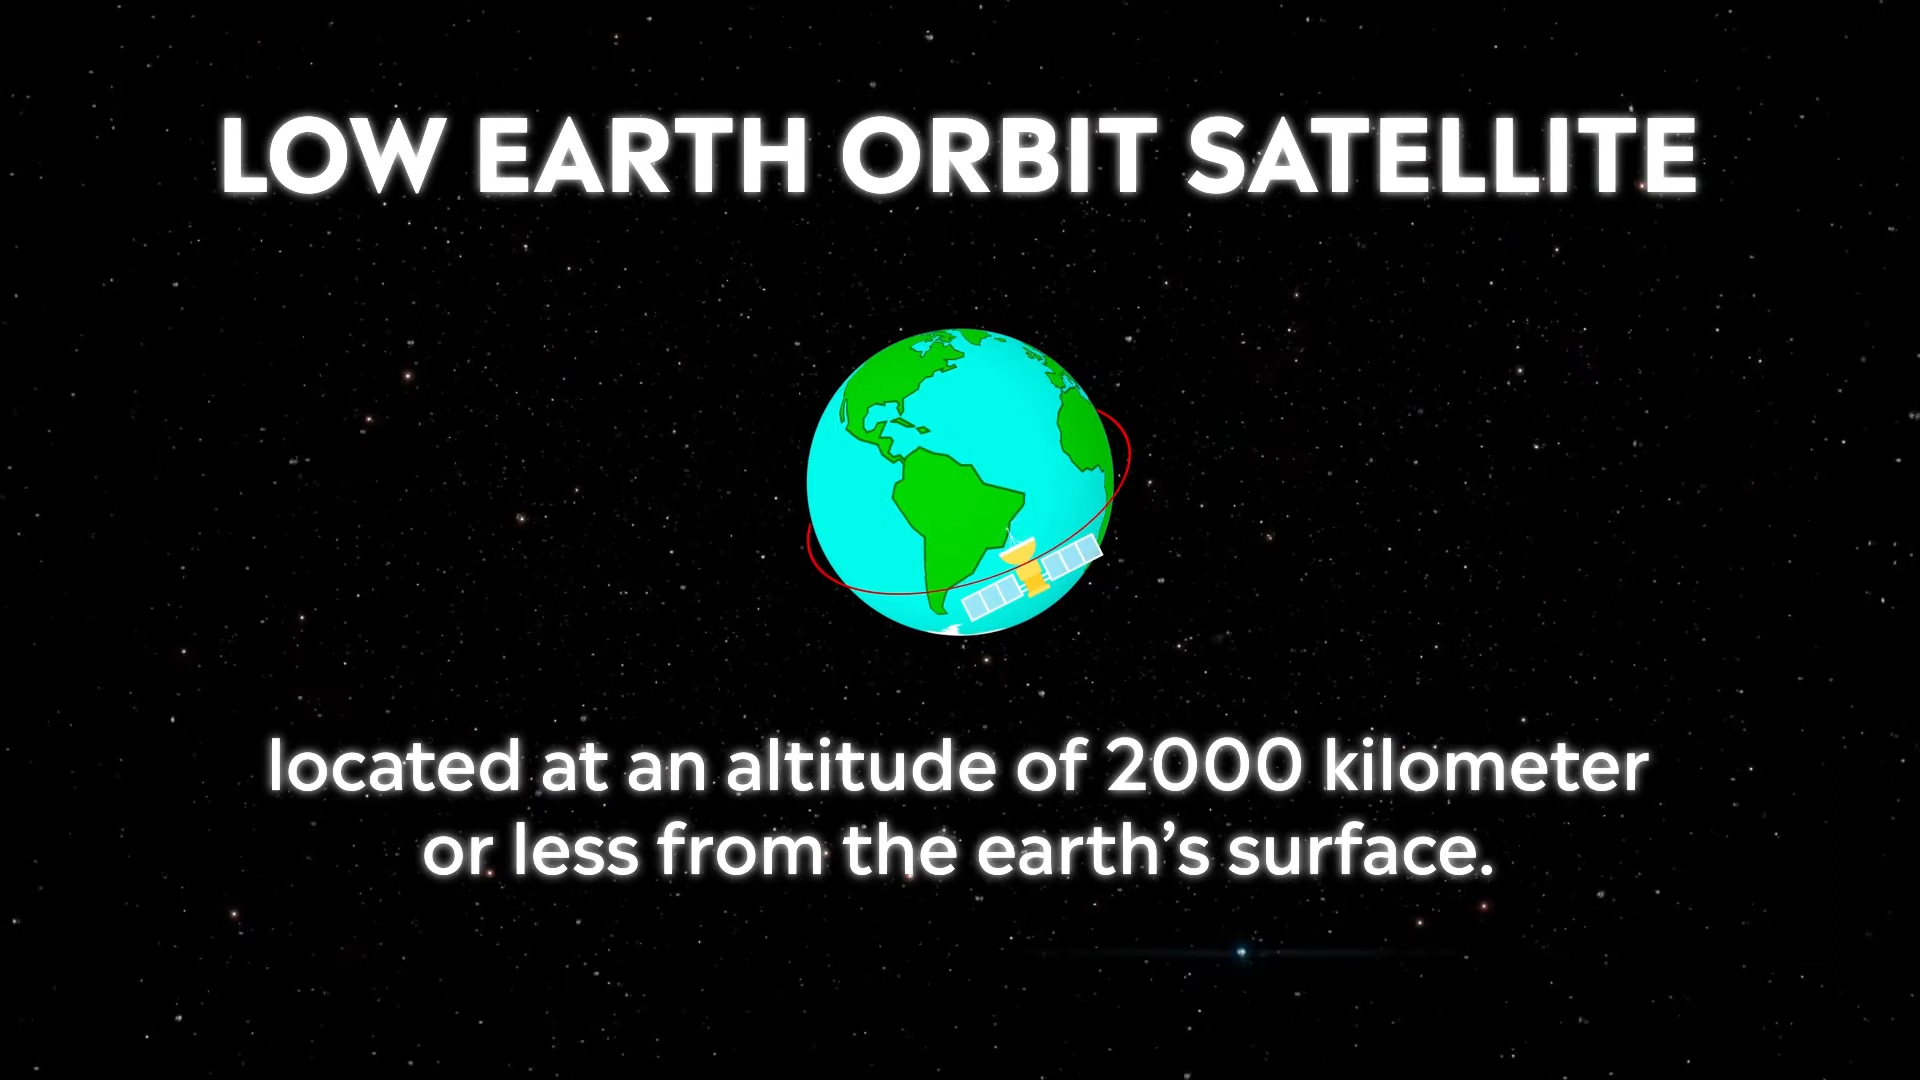 LOW EARTH ORBIT SATELLITE
located at an altitude of 2000 kilometer
or less from the earth’s surface.